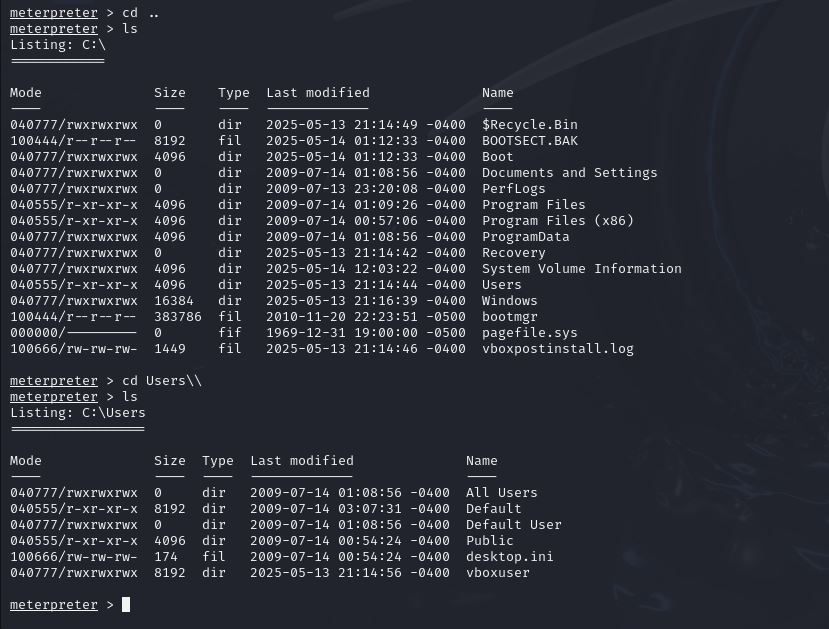 meterpreter > cd ..
meterpreter > ls
Listing: C:\
============
Mode Size Type Last modified Name
---- ---- ---- ------------- ----
040777/rwxrwxrwx 0 dir 2025-05-13 21:14:49 -0400 $Recycle.Bin
100444/r--r--r-- 8192 fil 2025-05-14 01:12:33 -0400 BOOTSECT.BAK
040777/rwxrwxrwx 4096 dir 2025-05-14 01:12:33 -0400 Boot
040777/rwxrwxrwx 0 dir 2009-07-14 01:08:56 -0400 Documents and Settings
040777/rwxrwxrwx 0 dir 2009-07-13 23:20:08 -0400 PerfLogs
040555/r-xr-xr-x 4096 dir 2009-07-14 01:09:26 -0400 Program Files
040555/r-xr-xr-x 4096 dir 2009-07-14 00:57:06 -0400 Program Files (x86)
040777/rwxrwxrwx 4096 dir 2009-07-14 01:08:56 -0400 ProgramData
040777/rwxrwxrwx 0 dir 2025-05-13 21:14:42 -0400 Recovery
040777/rwxrwxrwx 4096 dir 2025-05-14 12:03:22 -0400 System Volume Information
040555/r-xr-xr-x 4096 dir 2025-05-13 21:14:44 -0400 Users
040777/rwxrwxrwx 16384 dir 2025-05-13 21:16:39 -0400 Windows
100444/r--r--r-- 383786 fil 2010-11-20 22:23:51 -0500 bootmgr
000000/--------- 0 fif 1969-12-31 19:00:00 -0500 pagefile.sys
100666/rw-rw-rw- 1449 fil 2025-05-13 21:14:46 -0400 vboxpostinstall.log
meterpreter > cd Users\\
meterpreter > ls
Listing: C:\Users
=================
Mode Size Type Last modified Name
---- ---- ---- ------------- ----
040777/rwxrwxrwx 0 dir 2009-07-14 01:08:56 -0400 All Users
040555/r-xr-xr-x 8192 dir 2009-07-14 03:07:31 -0400 Default
040777/rwxrwxrwx 0 dir 2009-07-14 01:08:56 -0400 Default User
040555/r-xr-xr-x 4096 dir 2009-07-14 00:54:24 -0400 Public
100666/rw-rw-rw- 174 fil 2009-07-14 00:54:24 -0400 desktop.ini
040777/rwxrwxrwx 8192 dir 2025-05-13 21:14:56 -0400 vboxuser
meterpreter >